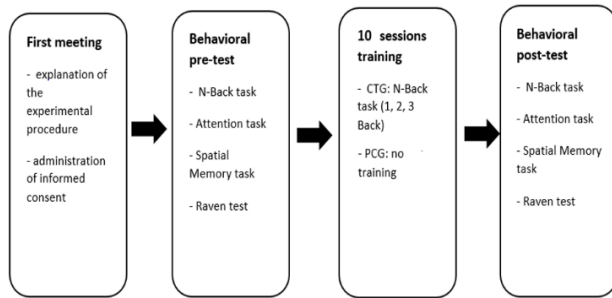 First meeting
- explanation of
the
experimental
procedure
- administration
of informed
consent
Behavioral
pre-test
- N-Back task
- Attention task
- Spatial
Memory task
- Raven test
10 sessions
training
- CTG: N-Back
task (1, 2, 3
Back)
- PCG: no
training
Behavioral
post-test
- N-Back task
- Attention task
- Spatial Memory
task
- Raven test